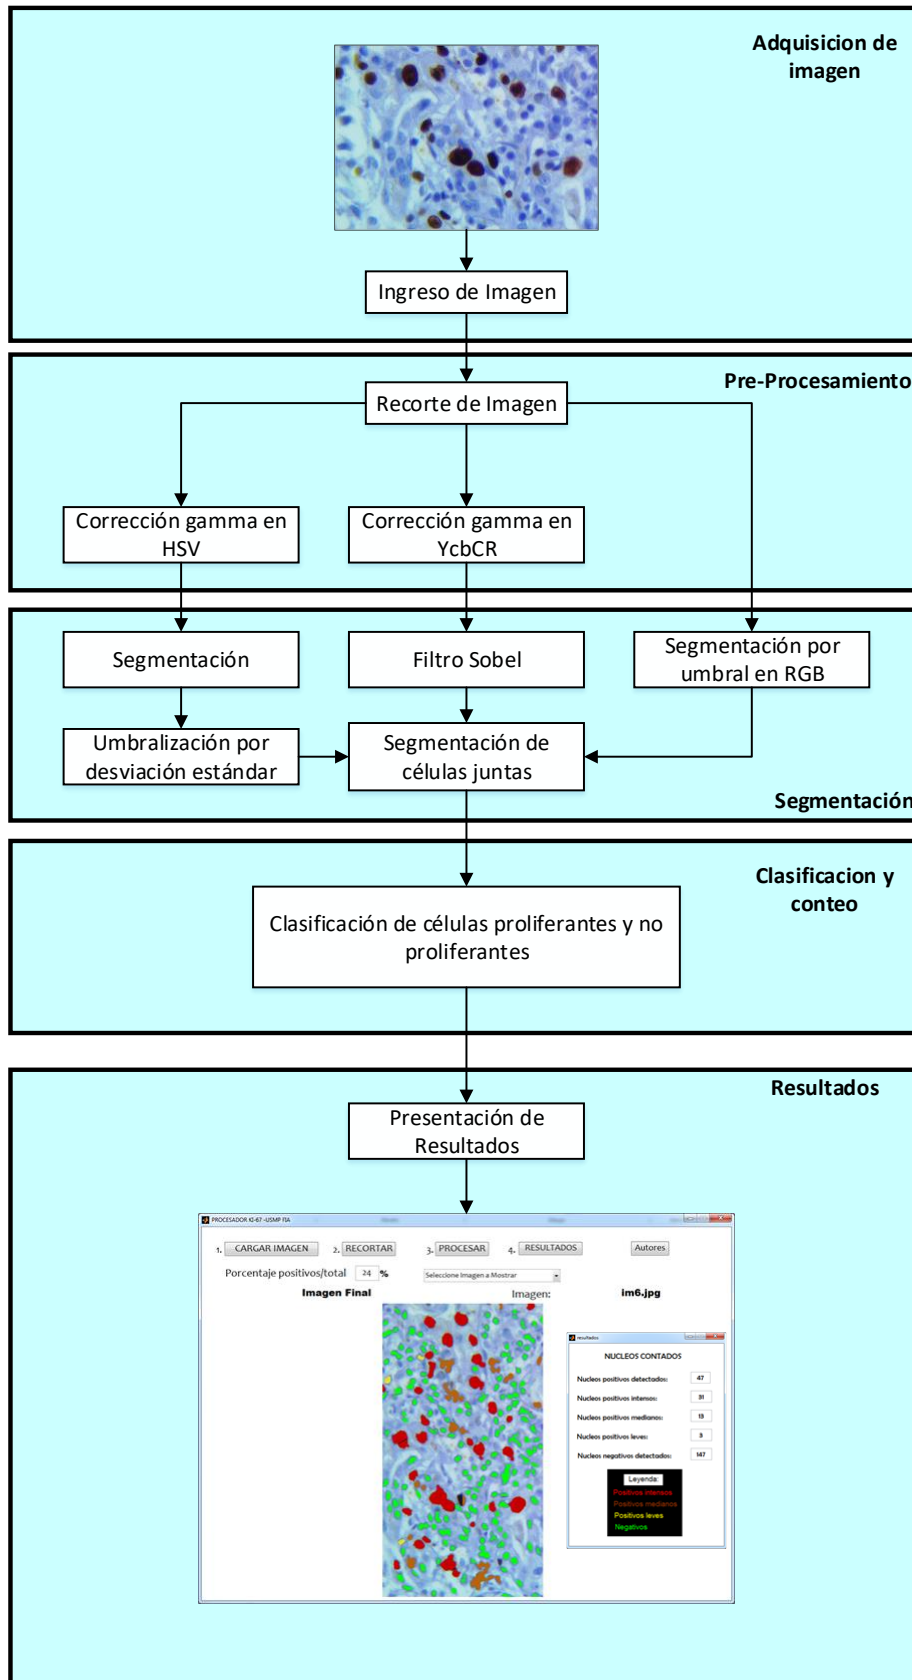 Adquisicion de
imagen
Ingreso de Imagen
Pre-Procesamiento
Recorte de Imagen
Corrección gamma en
HSV
Corrección gamma en
YcbCR
Segmentación
Filtro Sobel
Segmentación por
umbral en RGB
Umbralización por
desviación estándar
Segmentación de
células juntas
Segmentación
Clasificacion y
conteo
Clasificación de células proliferantes y no
proliferantes
Resultados
Presentación de
Resultados
PROCESADOR KI-67 -USMP FIA
1. CARGAR IMAGEN 2. RECORTAR 3. PROCESAR 4. RESULTADOS Autores
Porcentaje positivos/total 24 % Seleccione Imagen a Mostrar
Imagen Final Imagen: im6.jpg
resultados
NUCLEOS CONTADOS
Nucleos positivos detectados: 47
Nucleos positivos intensos: 31
Nucleos positivos medianos: 13
Nucleos positivos leves: 3
Nucleos negativos detectados: 147
Leyenda:
Positivos intensos
Positivos medianos
Positivos leves
Negativos